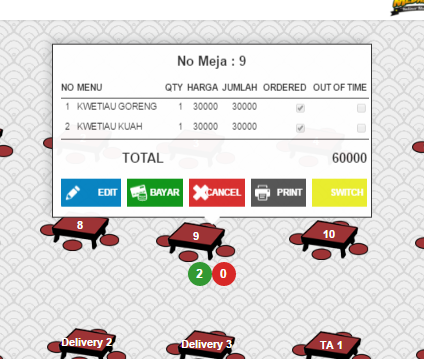 No Meja : 9
NO MENU QTY HARGA JUMLAH ORDERED OUT OF TIME
1 KWETIAU GORENG 1 30000 30000
2 KWETIAU KUAH 1 30000 30000
TOTAL 60000
EDIT BAYAR CANCEL PRINT SWITCH
8 9 10
2 0
Delivery 2 Delivery 3 TA 1